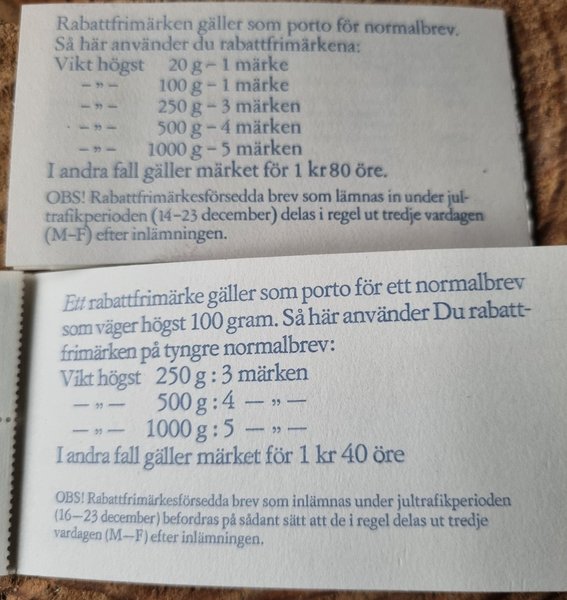 Rabattfrimärken gäller som porto för normalbrev.
Så här använder du rabattfrimärkena:
Vikt högst 20 g – 1 märke
– „ – 100 g – 1 märke
– „ – 250 g – 3 märken
– „ – 500 g – 4 märken
– „ – 1000 g – 5 märken
I andra fall gäller märket för 1 kr 80 öre.
OBS! Rabattfrimärkesförsedda brev som lämnas in under jul-
trafikperioden (14–23 december) delas i regel ut tredje vardagen
(M–F) efter inlämningen.
Ett rabattfrimärke gäller som porto för ett normalbrev
som väger högst 100 gram. Så här använder Du rabatt-
frimärken på tyngre normalbrev:
Vikt högst 250 g : 3 märken
— „ — 500 g : 4 — „ —
— „ — 1000 g : 5 — „ —
I andra fall gäller märket för 1 kr 40 öre
OBS! Rabattfrimärkesförsedda brev som inlämnas under jultrafikperioden
(16—23 december) befordras på sådant sätt att de i regel delas ut tredje
vardagen (M—F) efter inlämningen.